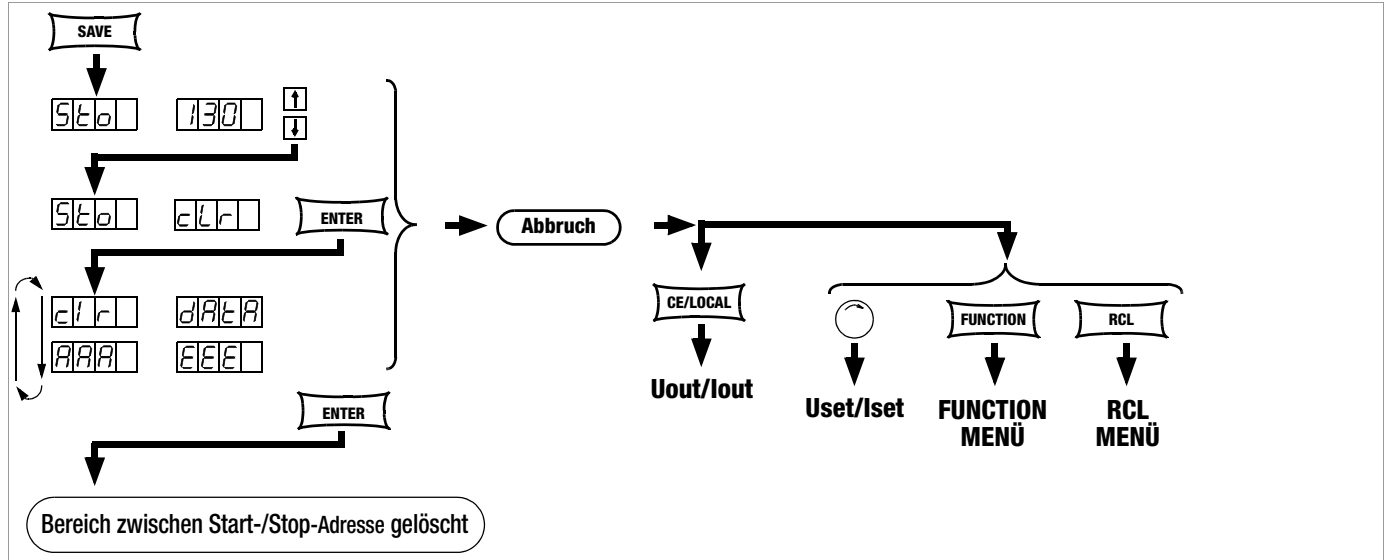 SAVE
Sto 130
Sto cLr ENTER
Abbruch
clr dAtA
AAA EEE
CE/LOCAL
FUNCTION
RCL
Uout/Iout
Uset/Iset
FUNCTION
MENÜ
RCL
MENÜ
ENTER
Bereich zwischen Start-/Stop-Adresse gelöscht